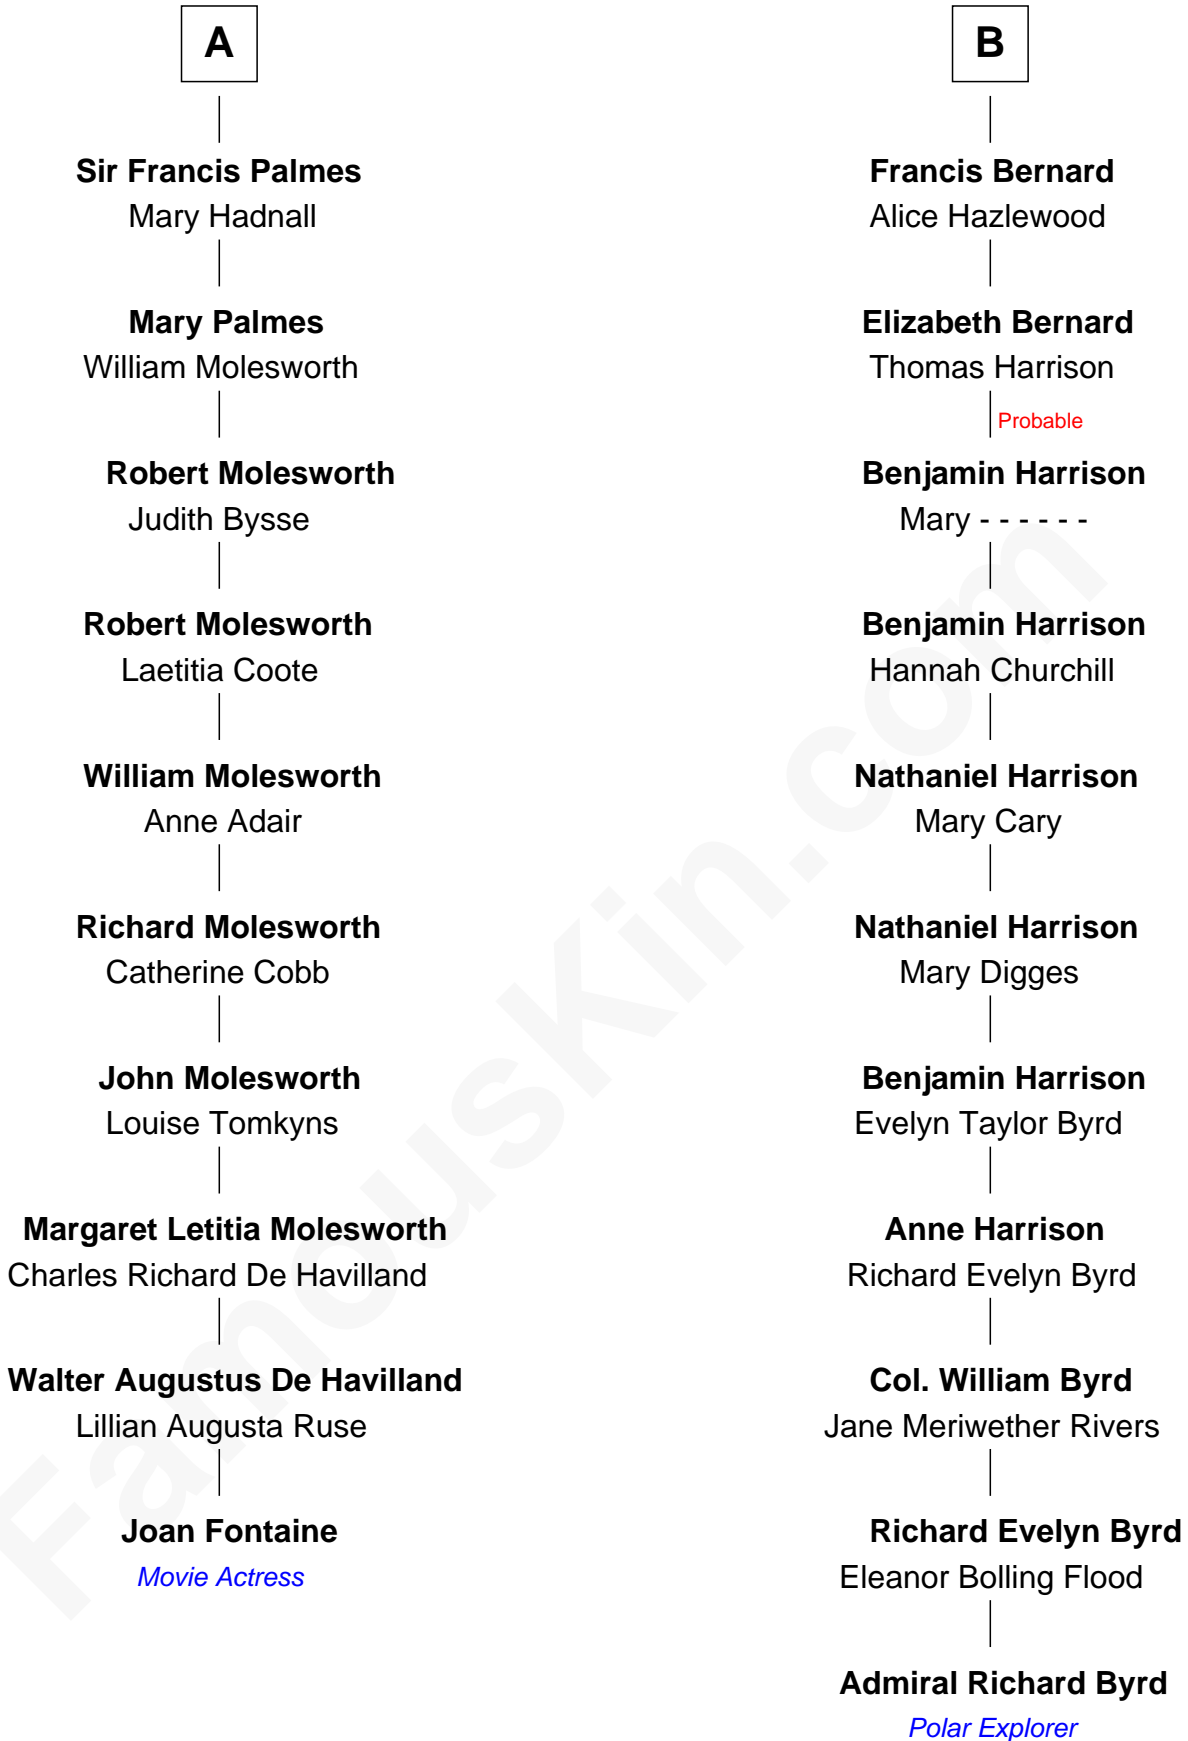 A
Sir Francis Palmes
Mary Hadnall
Mary Palmes
William Molesworth
Robert Molesworth
Judith Bysse
Robert Molesworth
Laetitia Coote
William Molesworth
Anne Adair
Richard Molesworth
Catherine Cobb
John Molesworth
Louise Tomkyns
Margaret Letitia Molesworth
Charles Richard De Havilland
Walter Augustus De Havilland
Lillian Augusta Ruse
Joan Fontaine
Movie Actress
B
Francis Bernard
Alice Hazlewood
Elizabeth Bernard
Thomas Harrison
Probable
Benjamin Harrison
Mary - - - - - -
Benjamin Harrison
Hannah Churchill
Nathaniel Harrison
Mary Cary
Nathaniel Harrison
Mary Digges
Benjamin Harrison
Evelyn Taylor Byrd
Anne Harrison
Richard Evelyn Byrd
Col. William Byrd
Jane Meriwether Rivers
Richard Evelyn Byrd
Eleanor Bolling Flood
Admiral Richard Byrd
Polar Explorer
FamousKin.com